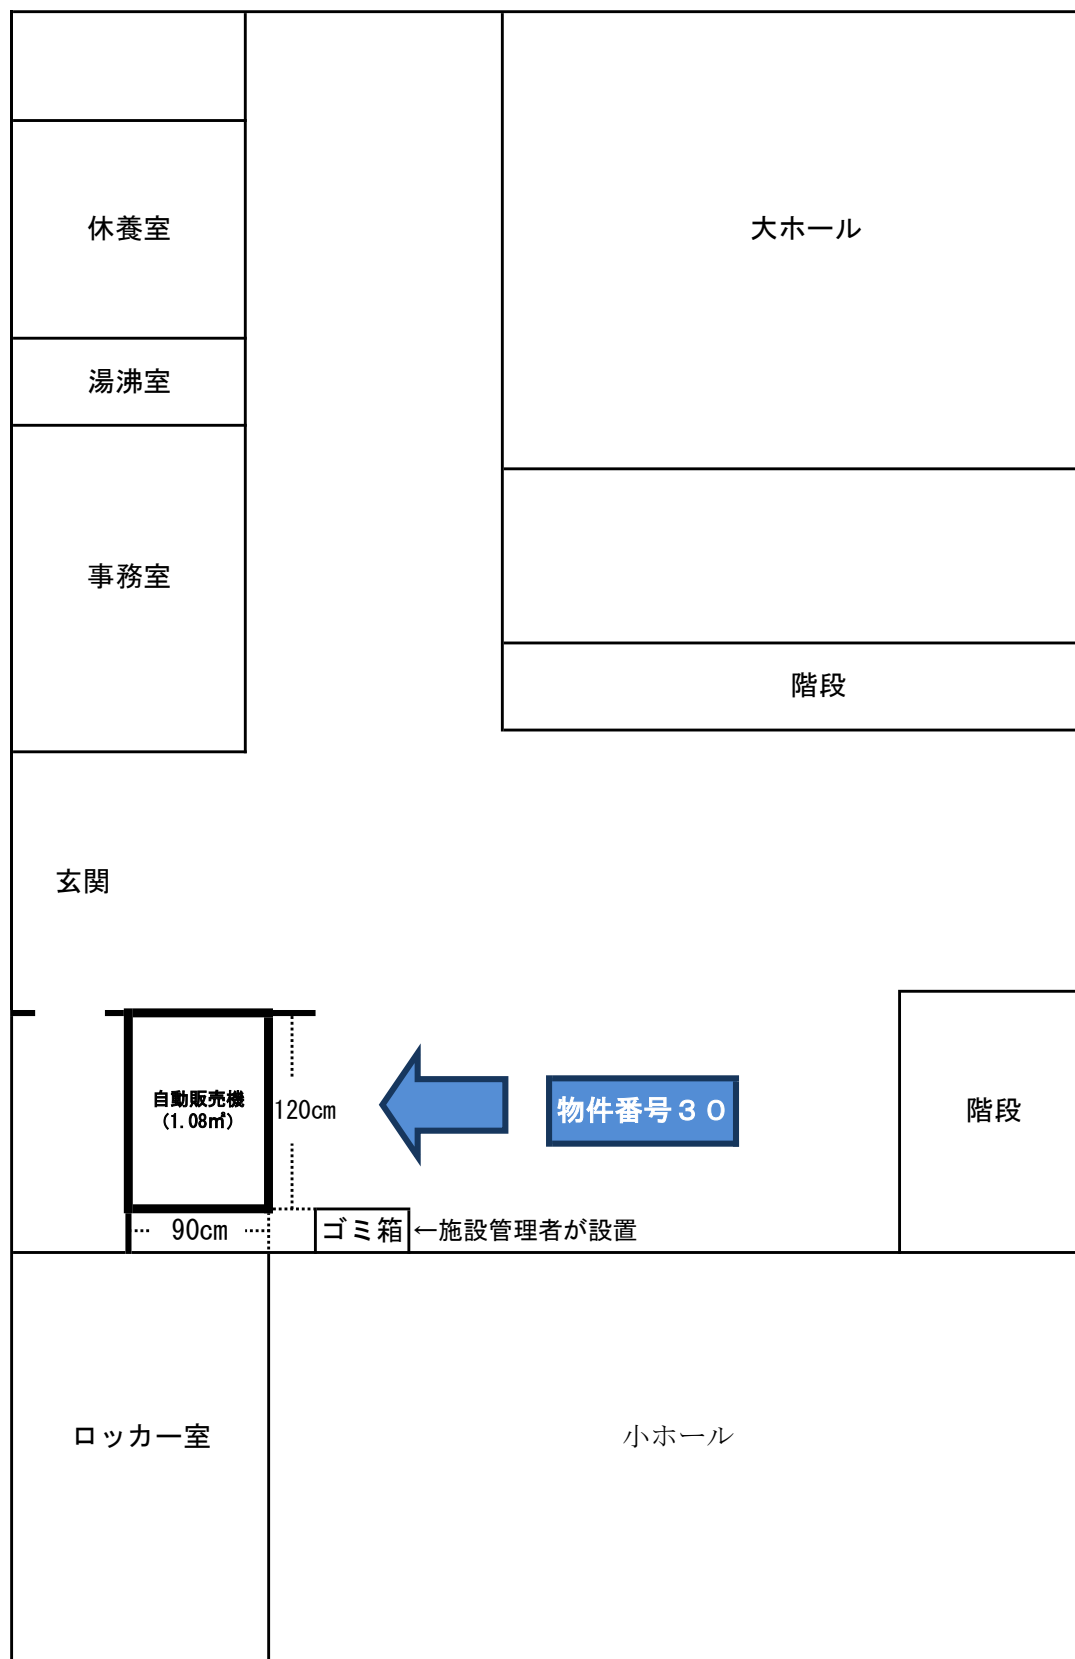 休養室
大ホール
湯沸室
事務室
階段
玄関
自動販売機
(1.08㎡)
120cm
物件番号３０
階段
90cm
ゴミ箱
←施設管理者が設置
ロッカー室
小ホール